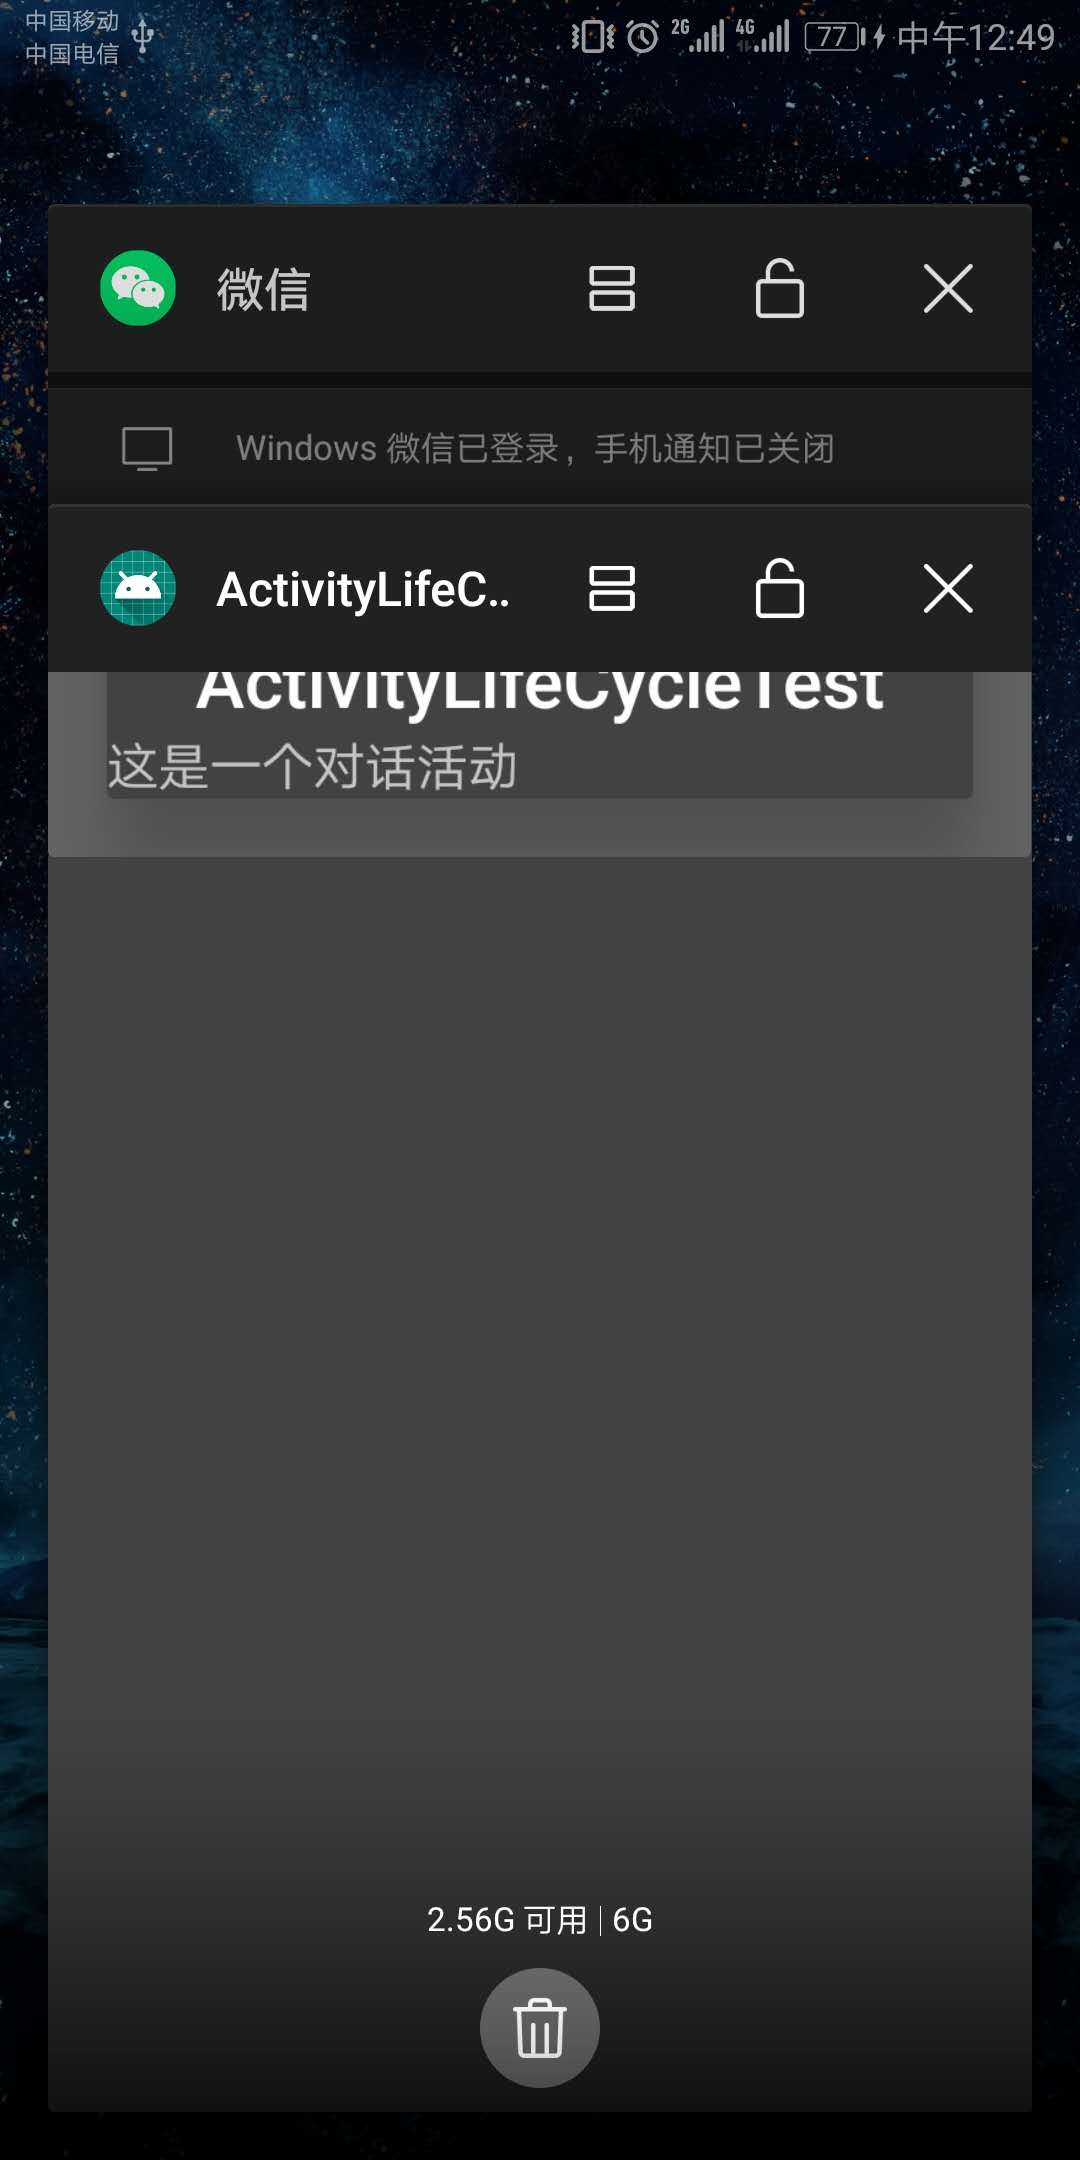 中国移动
中国电信
2G 4G 77 中午12:49
微信
Windows 微信已登录，手机通知已关闭
ActivityLifeC..
ActivityLifeCycleTest
这是一个对话活动
2.56G 可用 | 6G